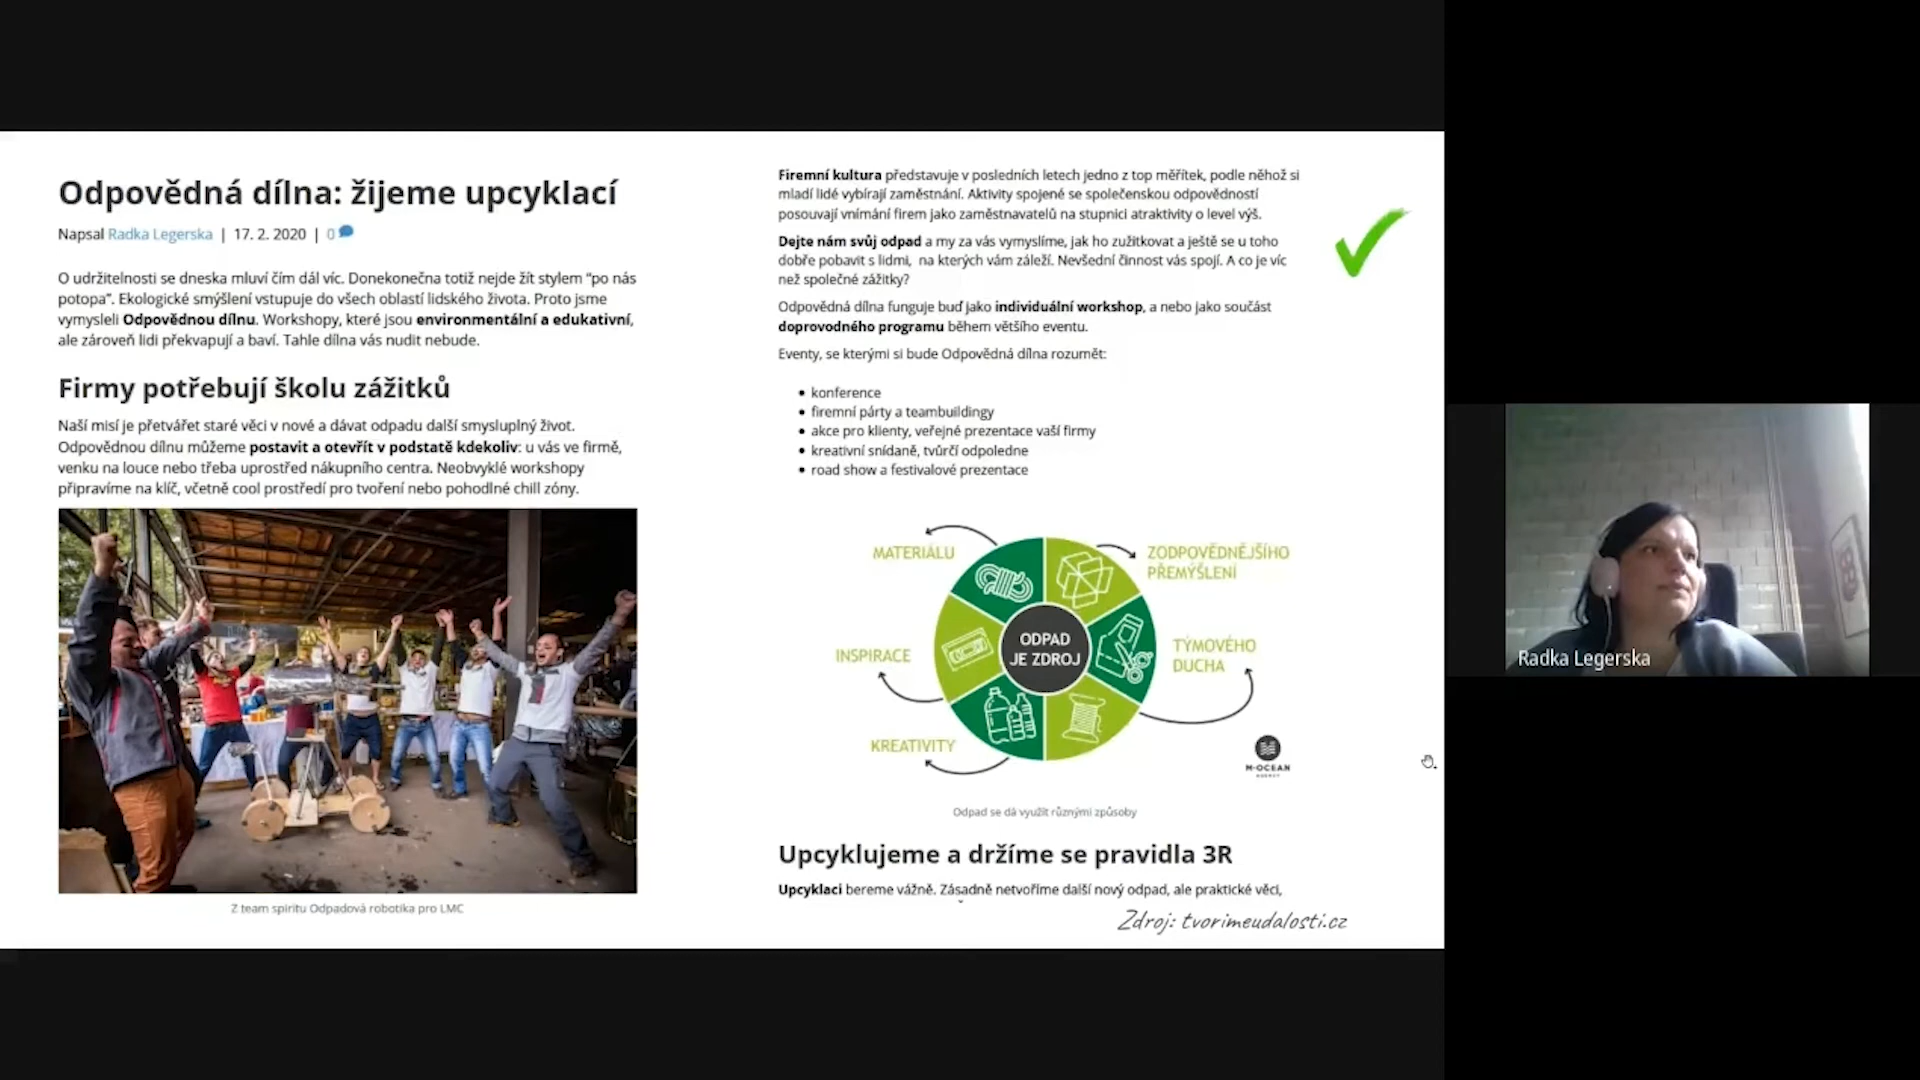 Odpovědná dílna: žijeme upcyklací
Napsal Radka Legerska | 17. 2. 2020 | 0
O udržitelnosti se dneska mluví čím dál víc. Donekonečna totiž nejde žít stylem “po nás
potopa”. Ekologické smýšlení vstupuje do všech oblastí lidského života. Proto jsme
vymysleli Odpovědnou dílnu. Workshopy, které jsou environmentální a edukativní,
ale zároveň lidi překvapují a baví. Tahle dílna vás nudit nebude.
Firmy potřebují školu zážitků
Naší misí je přetvářet staré věci v nové a dávat odpadu další smysluplný život.
Odpovědnou dílnu můžeme postavit a otevřít v podstatě kdekoliv: u vás ve firmě,
venku na louce nebo třeba uprostřed nákupního centra. Neobvyklé workshopy
připravíme na klíč, včetně cool prostředí pro tvoření nebo pohodlné chill zóny.
Z team spiritu Odpadová robotika pro LMC
Firemní kultura představuje v posledních letech jedno z top měřítek, podle něhož si
mladí lidé vybírají zaměstnání. Aktivity spojené se společenskou odpovědností
posouvají vnímání firem jako zaměstnavatelů na stupnici atraktivity o level výš.
Dejte nám svůj odpad a my za vás vymyslíme, jak ho zužitkovat a ještě se u toho
dobře pobavit s lidmi, na kterých vám záleží. Nevšední činnost vás spojí. A co je víc
než společné zážitky?
Odpovědná dílna funguje buď jako individuální workshop, a nebo jako součást
doprovodného programu během většího eventu.
Eventy, se kterými si bude Odpovědná dílna rozumět:
• konference
• firemní párty a teambuildingy
• akce pro klienty, veřejné prezentace vaší firmy
• kreativní snídaně, tvůrčí odpoledne
• road show a festivalové prezentace
MATERIÁLU
ZODPOVĚDNĚJŠÍHO
PŘEMÝŠLENÍ
INSPIRACE
ODPAD
JE ZDROJ
TÝMOVÉHO
DUCHA
KREATIVITY
M-OCEAN
AGENCY
Odpad se dá využít různými způsoby
Upcyklujeme a držíme se pravidla 3R
Upcyklaci bereme vážně. Zásadně netvoříme další nový odpad, ale praktické věci,
Zdroj: tvorimeudalosti.cz
Radka Legerska